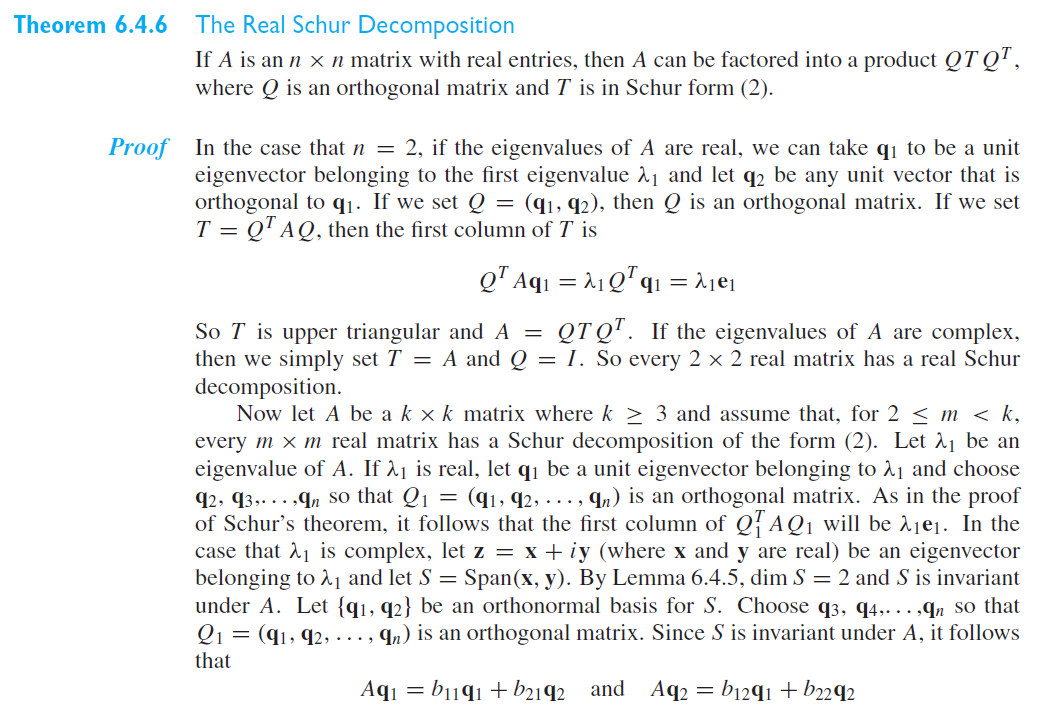 Theorem 6.4.6 The Real Schur Decomposition
If A is an n × n matrix with real entries, then A can be factored into a product QTQᵀ,
where Q is an orthogonal matrix and T is in Schur form (2).
Proof In the case that n = 2, if the eigenvalues of A are real, we can take q₁ to be a unit
eigenvector belonging to the first eigenvalue λ₁ and let q₂ be any unit vector that is
orthogonal to q₁. If we set Q = (q₁, q₂), then Q is an orthogonal matrix. If we set
T = QᵀAQ, then the first column of T is
QᵀAq₁ = λ₁Qᵀq₁ = λ₁e₁
So T is upper triangular and A = QTQᵀ. If the eigenvalues of A are complex,
then we simply set T = A and Q = I. So every 2 × 2 real matrix has a real Schur
decomposition.
Now let A be a k × k matrix where k ≥ 3 and assume that, for 2 ≤ m < k,
every m × m real matrix has a Schur decomposition of the form (2). Let λ₁ be an
eigenvalue of A. If λ₁ is real, let q₁ be a unit eigenvector belonging to λ₁ and choose
q₂, q₃,...,qₙ so that Q₁ = (q₁, q₂, ..., qₙ) is an orthogonal matrix. As in the proof
of Schur's theorem, it follows that the first column of Q₁ᵀAQ₁ will be λ₁e₁. In the
case that λ₁ is complex, let z = x + iy (where x and y are real) be an eigenvector
belonging to λ₁ and let S = Span(x, y). By Lemma 6.4.5, dim S = 2 and S is invariant
under A. Let {q₁, q₂} be an orthonormal basis for S. Choose q₃, q₄,...,qₙ so that
Q₁ = (q₁, q₂, ..., qₙ) is an orthogonal matrix. Since S is invariant under A, it follows
that
Aq₁ = b₁₁q₁ + b₂₁q₂ and Aq₂ = b₁₂q₁ + b₂₂q₂